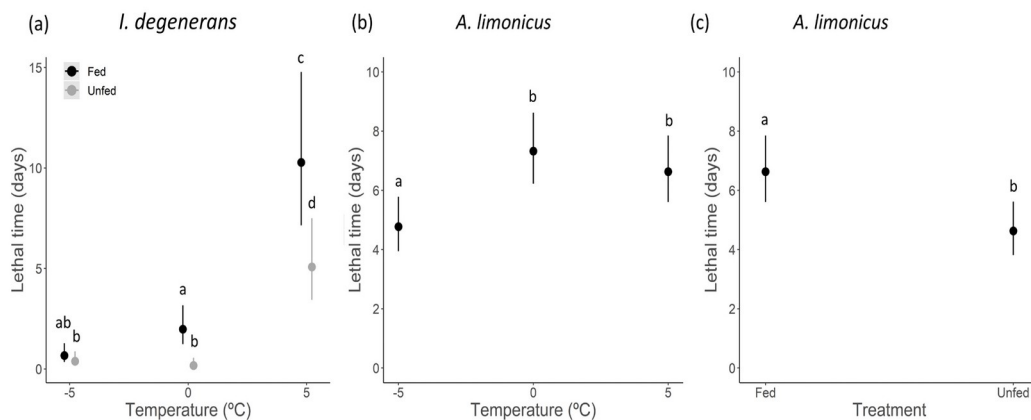 (a) I. degenerans
Fed
Unfed
c
d
a
b
ab
b
15
10
5
0
-5 0 5
Lethal time (days)
Temperature (ºC)
(b) A. limonicus
b
b
a
10
8
6
4
2
0
-5 0 5
Lethal time (days)
Temperature (ºC)
(c) A. limonicus
a
b
10
8
6
4
2
0
Fed Unfed
Lethal time (days)
Treatment